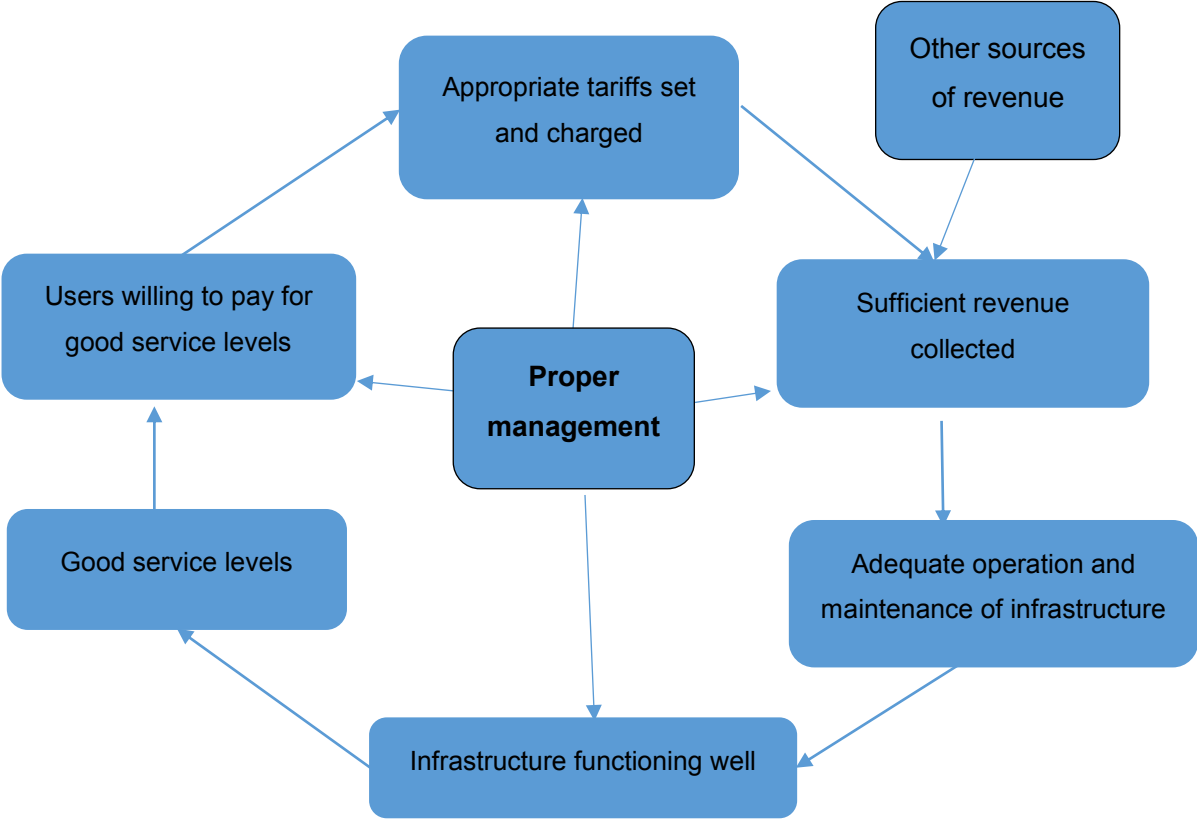 Appropriate tariffs set
and charged
Other sources
of revenue
Users willing to pay for
good service levels
Sufficient revenue
collected
Proper
management
Good service levels
Adequate operation and
maintenance of infrastructure
Infrastructure functioning well